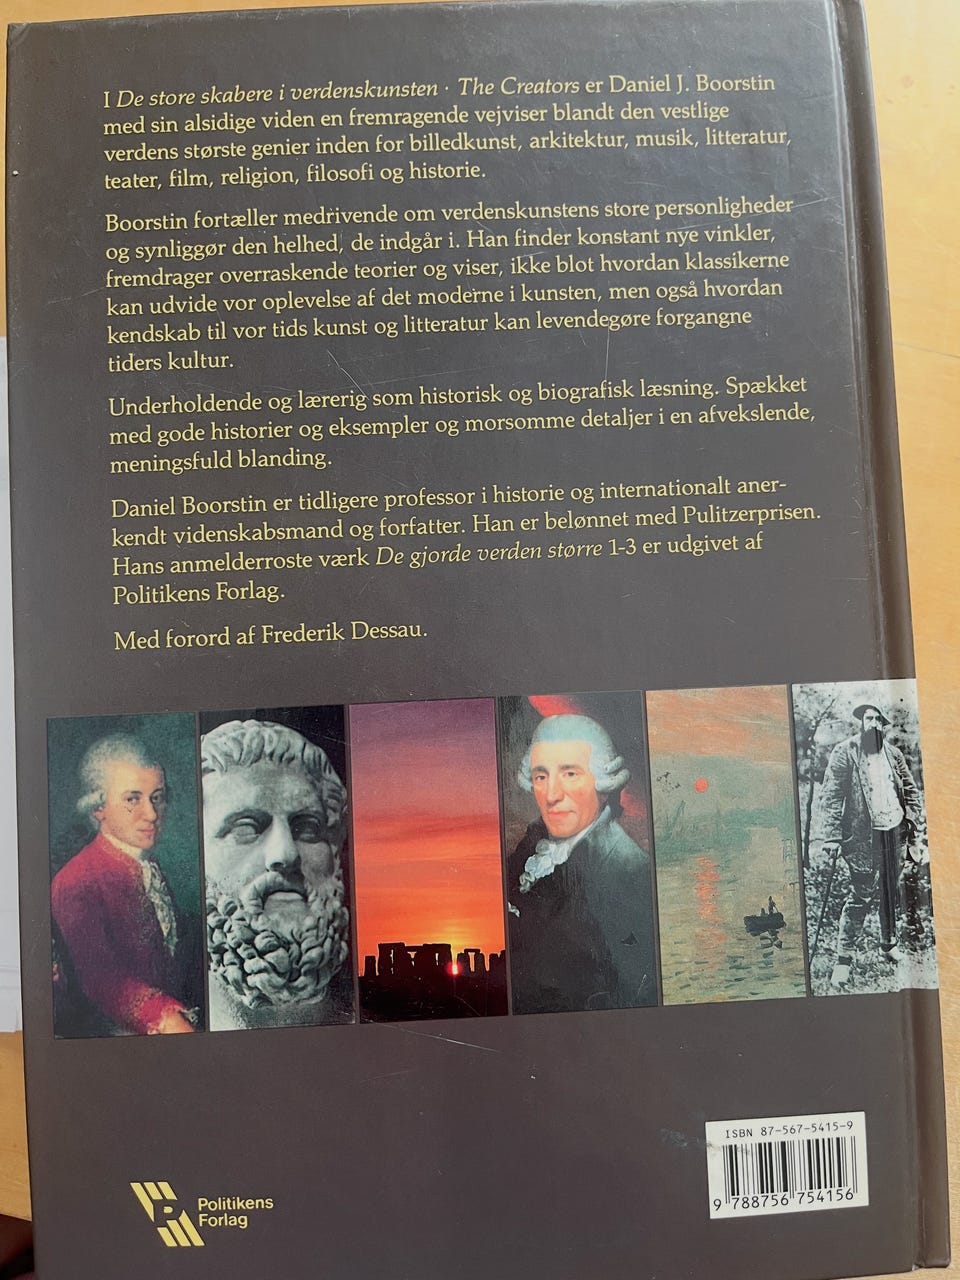 I De store skabere i verdenskunsten · The Creators er Daniel J. Boorstin
med sin alsidige viden en fremragende vejviser blandt den vestlige
verdens største genier inden for billedkunst, arkitektur, musik, litteratur,
teater, film, religion, filosofi og historie.
Boorstin fortæller medrivende om verdenskunstens store personligheder
og synliggør den helhed, de indgår i. Han finder konstant nye vinkler,
fremdrager overraskende teorier og viser, ikke blot hvordan klassikerne
kan udvide vor oplevelse af det moderne i kunsten, men også hvordan
kendskab til vor tids kunst og litteratur kan levendegøre forgangne
tiders kultur.
Underholdende og lærerig som historisk og biografisk læsning. Spækket
med gode historier og eksempler og morsomme detaljer i en afvekslende,
meningsfuld blanding.
Daniel Boorstin er tidligere professor i historie og internationalt aner-
kendt videnskabsmand og forfatter. Han er belønnet med Pulitzerprisen.
Hans anmelderroste værk De gjorde verden større 1-3 er udgivet af
Politikens Forlag.
Med forord af Frederik Dessau.
ISBN 87-567-5415-9
9 788756 754156
Politikens
Forlag